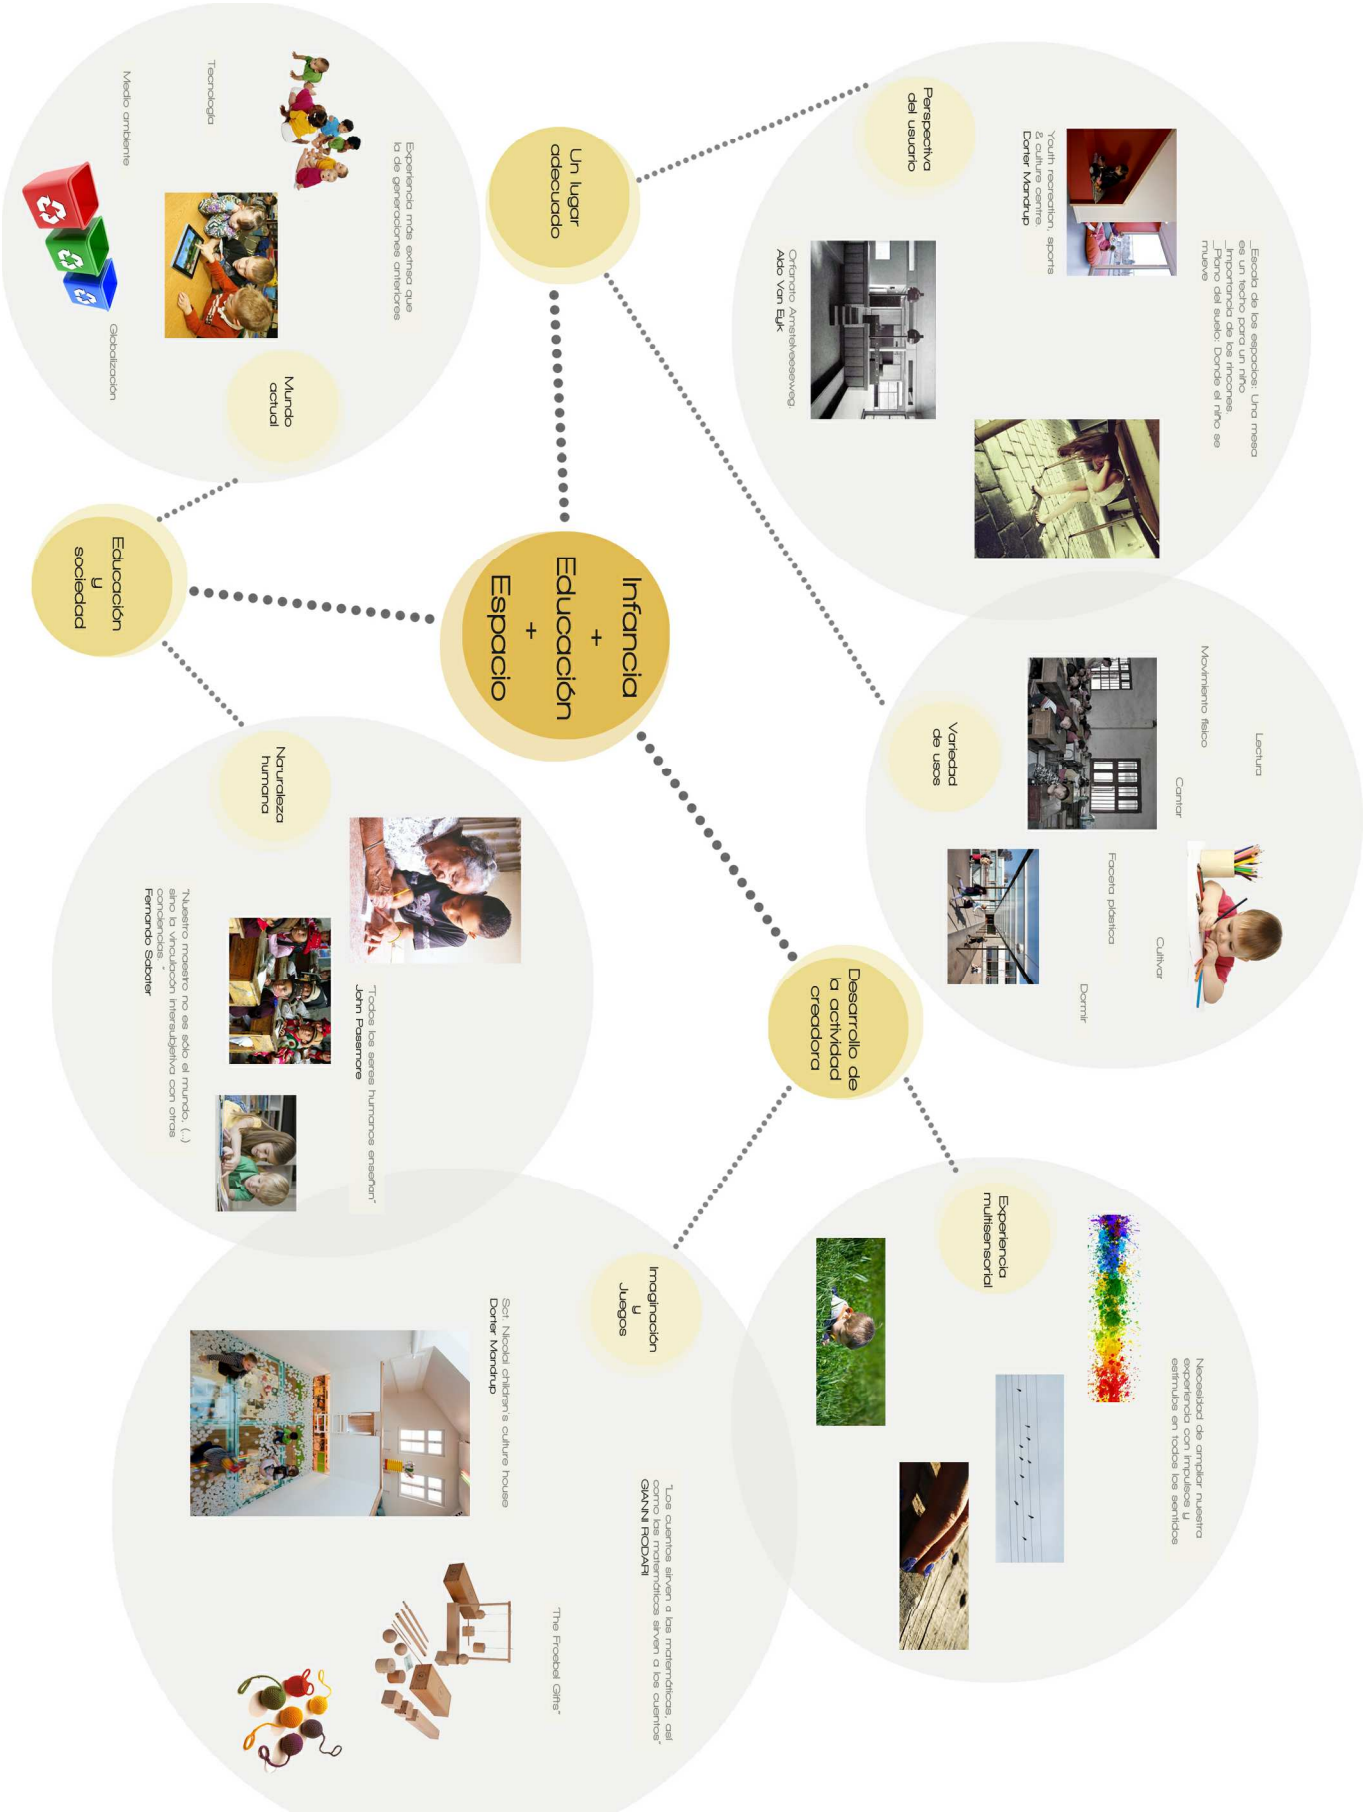 _Escala de los espacios: Una mesa
es un techo para un niño
_Importancia de los rincones.
_Plano del suelo: Donde el niño se
mueve
Youth recreation, sports
& culture centre.
Dorter Mandrup
Perspectiva
del usuario
Orfanato Amstelveeseweg.
Aldo Van Eyk
Lectura
Movimiento físico
Cantar
Cultivar
Faceta plástica
Dormir
Variedad
de usos
Necesidad de ampliar nuestra
experiencia con impulsos y
estímulos en todos los sentidos
Experiencia
multisensorial
Desarrollo de
la actividad
creadora
Un lugar
adecuado
Infancia
+
Educación
+
Espacio
Imaginación
y
Juegos
"Los cuentos sirven a las matemáticas, así
como las matemáticas sirven a los cuentos"
GIANNI RODARI
Sct. Nicolai children's culture house
Dorter Mandrup
"The Froebel Gifts"
Experiencia más extnsa que
la de generaciones anteriores
Tecnología
Medio ambiente
Globalización
Mundo
actual
Educación
y
sociedad
Naruraleza
humana
"Todos los seres humanos enseñan"
John Passmore
"Nuestro maestro no es sólo el mundo, (...)
sino la vinculación intersubjetiva con otras
conciencias. "
Fernando Sabater